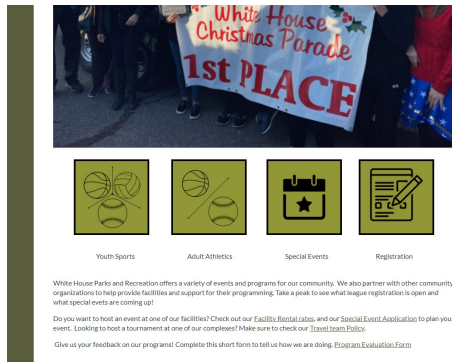 White House
Christmas Parade
1st PLACE
Youth Sports
Adult Athletics
Special Events
Registration
White House Parks and Recreation offers a variety of events and programs for our community. We also partner with other community
organizations to help provide facilities and support for their programming. Take a peak to see what league registration is open and
what special evets are coming up!
Do you want to host an event at one of our facilities? Check out our Facility Rental rates, and our Special Event Application to plan your
event. Looking to host a tournament at one of our complexes? Make sure to check our Travel team Policy.
Give us your feedback on our programs! Complete this short form to tell us how we are doing. Program Evaluation Form